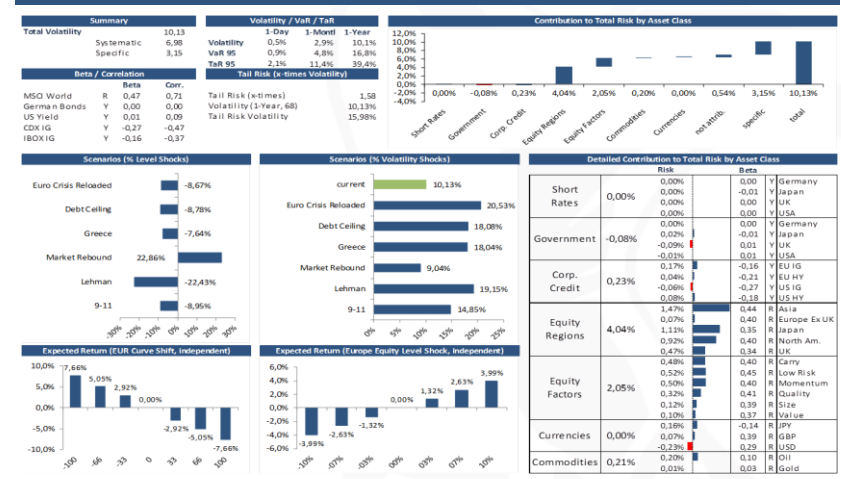 Summary
Total Volatility 10,13
Systematic 6,98
Specific 3,15
Beta / Correlation
Beta Corr.
MSCI World R 0,47 0,71
German Bonds Y 0,00 0,00
US Yield Y 0,01 0,09
CDX IG Y -0,27 -0,47
IBOX IG Y -0,16 -0,37
Volatility / VaR / TaR
1-Day 1-Montl 1-Year
Volatility 0,5% 2,9% 10,1%
VaR 95 0,9% 4,8% 16,8%
TaR 95 2,1% 11,4% 39,4%
Tail Risk (x-times Volatility)
Tail Risk (x-times) 1,58
Volatility (1-Year, 68) 10,13%
Tail Risk Volatility 15,98%
Contribution to Total Risk by Asset Class
12,0%
10,0%
8,0%
6,0%
4,0%
2,0%
0,0%
-2,0%
-4,0%
0,00% -0,08% 0,23% 4,04% 2,05% 0,20% 0,00% 0,54% 3,15% 10,13%
Short Rates Government Corp. Credit Equity Regions Equity Factors Commodities Currencies not attrib. specific total
Scenarios (% Level Shocks)
Euro Crisis Reloaded -8,67%
Debt Ceiling -8,78%
Greece -7,64%
Market Rebound 22,86%
Lehman -22,43%
9-11 -8,95%
-30% -20% -10% 0% 10% 20% 30%
Scenarios (% Volatility Shocks)
current 10,13%
Euro Crisis Reloaded 20,53%
Debt Ceiling 18,08%
Greece 18,04%
Market Rebound 9,04%
Lehman 19,15%
9-11 14,85%
0% 5% 10% 15% 20% 25%
Detailed Contribution to Total Risk by Asset Class
Risk Beta
Short Rates 0,00%
0,00% 0,00 Y Germany
0,00% -0,01 Y Japan
0,00% 0,00 Y UK
0,00% 0,00 Y USA
Government -0,08%
0,00% 0,00 Y Germany
0,02% -0,01 Y Japan
-0,09% 0,01 Y UK
-0,01% 0,01 Y USA
Corp. Credit 0,23%
0,17% -0,16 Y EU IG
0,04% -0,21 Y EU HY
-0,06% -0,27 Y US IG
0,08% -0,18 Y US HY
Equity Regions 4,04%
1,47% 0,44 R Asia
0,07% 0,40 R Europe Ex UK
1,11% 0,35 R Japan
0,92% 0,40 R North Am.
0,47% 0,34 R UK
Equity Factors 2,05%
0,48% 0,40 R Carry
0,52% 0,45 R Low Risk
0,50% 0,40 R Momentum
0,32% 0,41 R Quality
0,12% 0,39 R Size
0,10% 0,37 R Value
Currencies 0,00%
0,16% -0,14 R JPY
0,07% 0,39 R GBP
-0,23% 0,29 R USD
Commodities 0,21%
0,20% 0,10 R Oil
0,01% 0,03 R Gold
Expected Return (EUR Curve Shift, Independent)
10,0%
5,0%
0,0%
-5,0%
-10,0%
7,66% 5,05% 2,92% 0,00% -2,92% -5,05% -7,66%
-100 -66 -33 0 33 66 100
Expected Return (Europe Equity Level Shock, Independent)
6,0%
4,0%
2,0%
0,0%
-2,0%
-4,0%
-6,0%
-3,99% -2,63% -1,32% 0,00% 1,32% 2,63% 3,99%
-10% -07% -03% 00% 03% 07% 10%